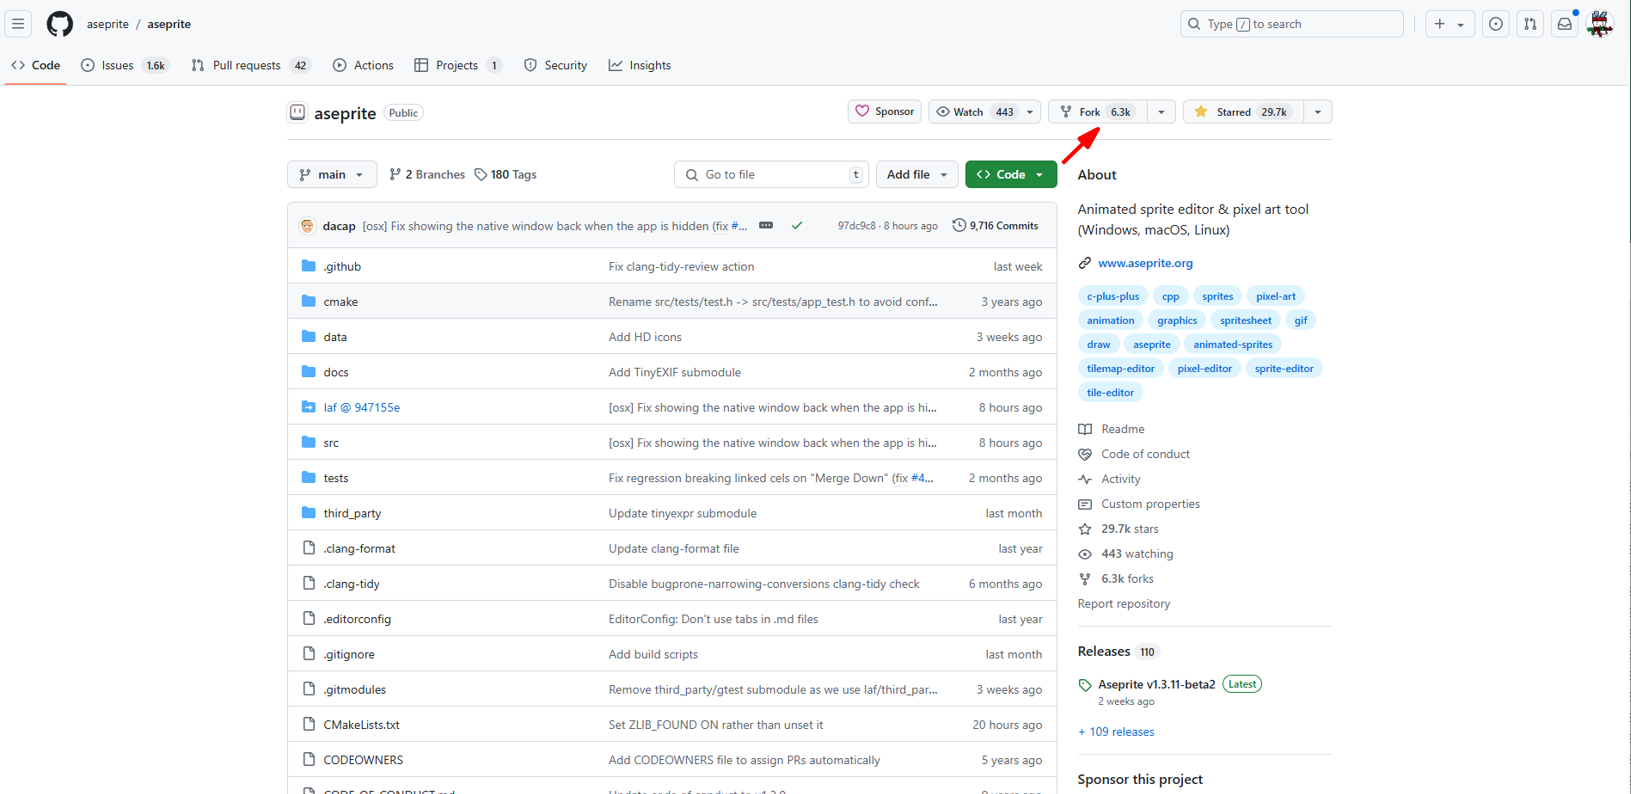 aseprite / aseprite
Type / to search
Code
Issues 1.6k
Pull requests 42
Actions
Projects 1
Security
Insights
aseprite Public
Sponsor
Watch 443
Fork 6.3k
Starred 29.7k
main
2 Branches
180 Tags
Go to file t
Add file
Code
dacap [osx] Fix showing the native window back when the app is hidden (fix #...
97dc9c8 · 8 hours ago
9,716 Commits
.github Fix clang-tidy-review action last week
cmake Rename src/tests/test.h -> src/tests/app_test.h to avoid conf... 3 years ago
data Add HD icons 3 weeks ago
docs Add TinyEXIF submodule 2 months ago
laf @ 947155e [osx] Fix showing the native window back when the app is hi... 8 hours ago
src [osx] Fix showing the native window back when the app is hi... 8 hours ago
tests Fix regression breaking linked cels on "Merge Down" (fix #4... 2 months ago
third_party Update tinyexpr submodule last month
.clang-format Update clang-format file last year
.clang-tidy Disable bugprone-narrowing-conversions clang-tidy check 6 months ago
.editorconfig EditorConfig: Don't use tabs in .md files last year
.gitignore Add build scripts last month
.gitmodules Remove third_party/gtest submodule as we use laf/third_par... 3 weeks ago
CMakeLists.txt Set ZLIB_FOUND ON rather than unset it 20 hours ago
CODEOWNERS Add CODEOWNERS file to assign PRs automatically 5 years ago
About
Animated sprite editor & pixel art tool
(Windows, macOS, Linux)
www.aseprite.org
c-plus-plus cpp sprites pixel-art
animation graphics spritesheet gif
draw aseprite animated-sprites
tilemap-editor pixel-editor sprite-editor
tile-editor
Readme
Code of conduct
Activity
Custom properties
29.7k stars
443 watching
6.3k forks
Report repository
Releases 110
Aseprite v1.3.11-beta2 Latest
2 weeks ago
+ 109 releases
Sponsor this project